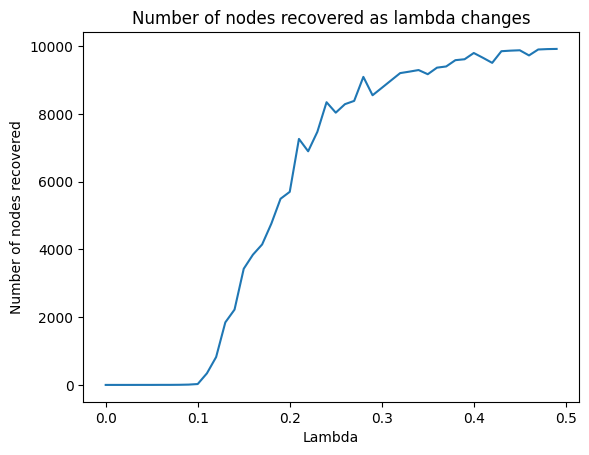 Number of nodes recovered as lambda changes
10000
8000
6000
4000
2000
0
Number of nodes recovered
0.0 0.1 0.2 0.3 0.4 0.5
Lambda